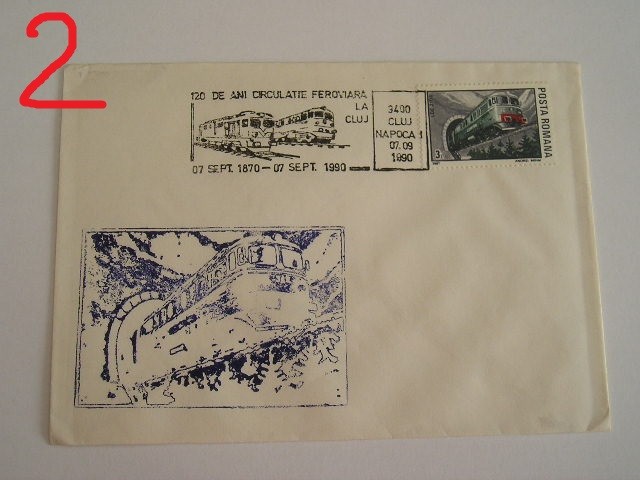 2
120 DE ANI CIRCULATIE FEROVIARA
LA
CLUJ
07 SEPT. 1870 — 07 SEPT. 1990
3400
CLUJ
NAPOCA 1
07.09
1990
POSTA ROMANA
3L